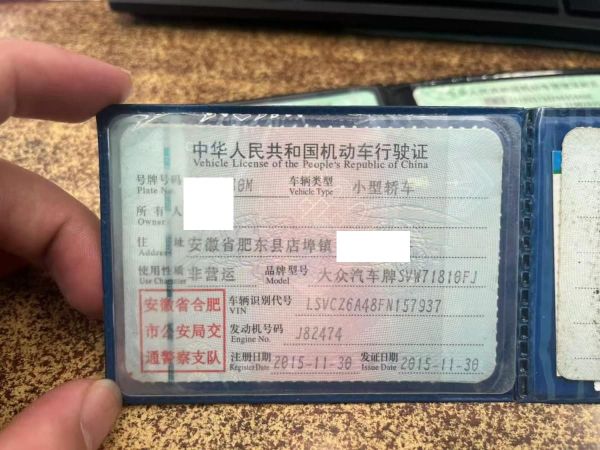 中华人民共和国机动车行驶证
Vehicle License of the People's Republic of China
号牌号码 0M 车辆类型 小型轿车
Plate No. Vehicle Type
所有人
Owner
住址 安徽省肥东县店埠镇
Address
使用性质 非营运 品牌型号 大众汽车牌SVW71810FJ
Use Character Model
安徽省合肥
市公安局交
通警察支队
车辆识别代号 LSVCZ6A48FN157937
VIN
发动机号码 J82474
Engine No.
注册日期 2015-11-30 发证日期 2015-11-30
Register Date Issue Date